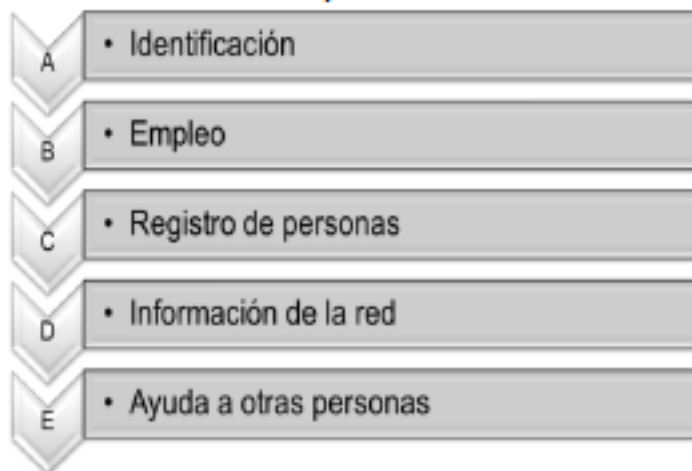 A • Identificación
B • Empleo
C • Registro de personas
D • Información de la red
E • Ayuda a otras personas